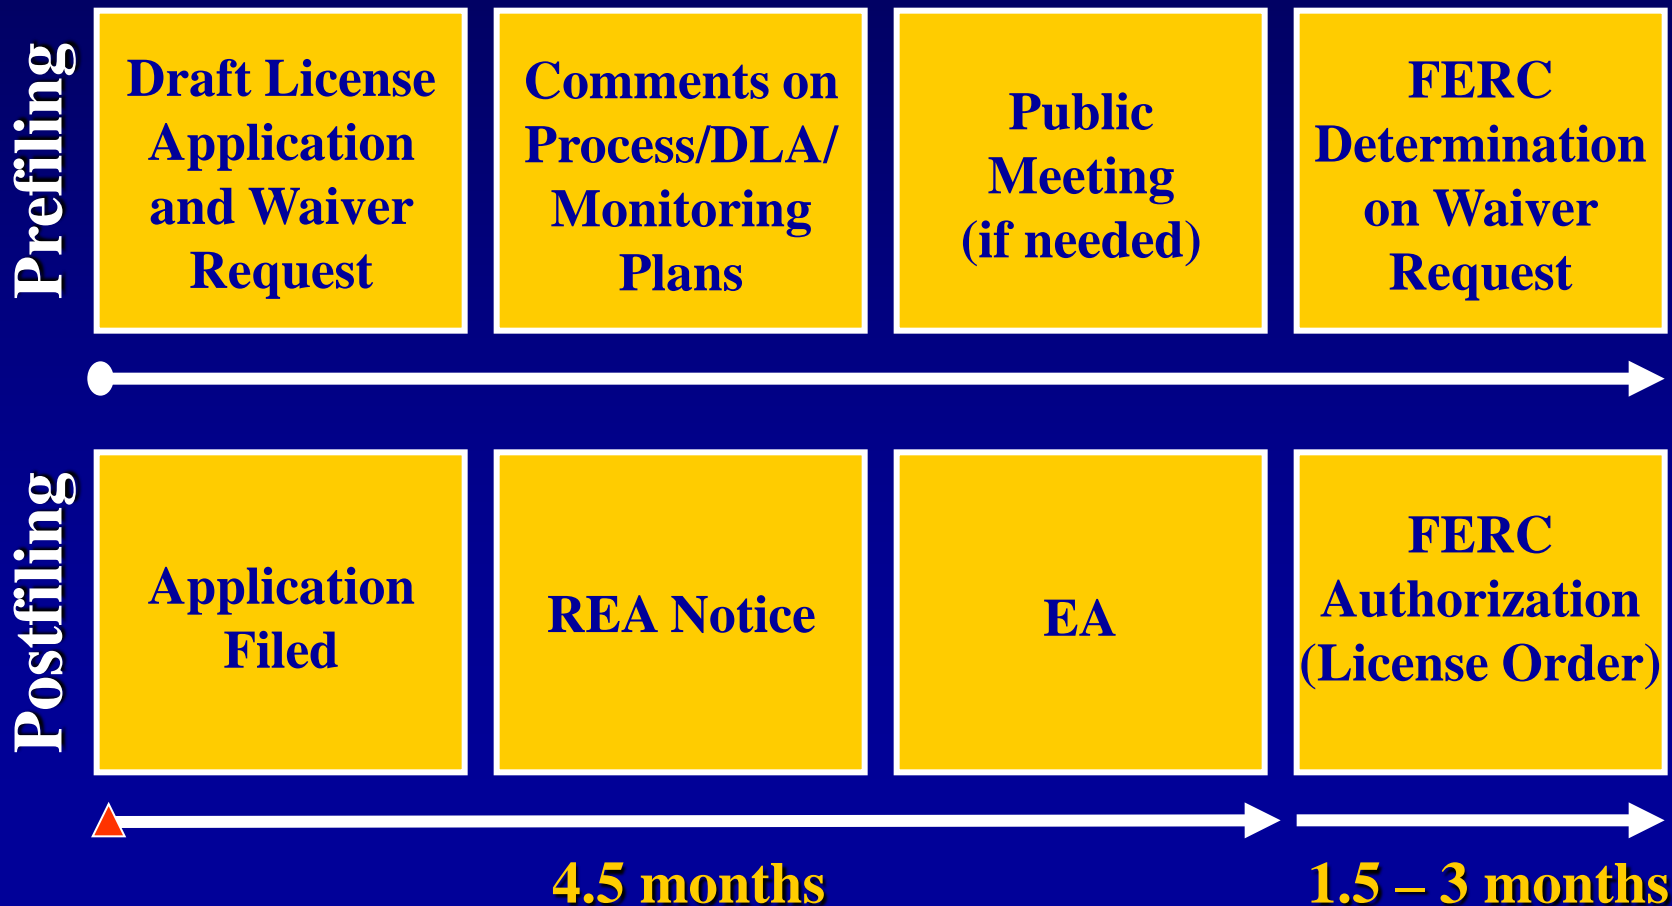 Prefiling
Draft License
Application
and Waiver
Request
Comments on
Process/DLA/
Monitoring
Plans
Public
Meeting
(if needed)
FERC
Determination
on Waiver
Request
Postfiling
Application
Filed
REA Notice
EA
FERC
Authorization
(License Order)
4.5 months
1.5 – 3 months